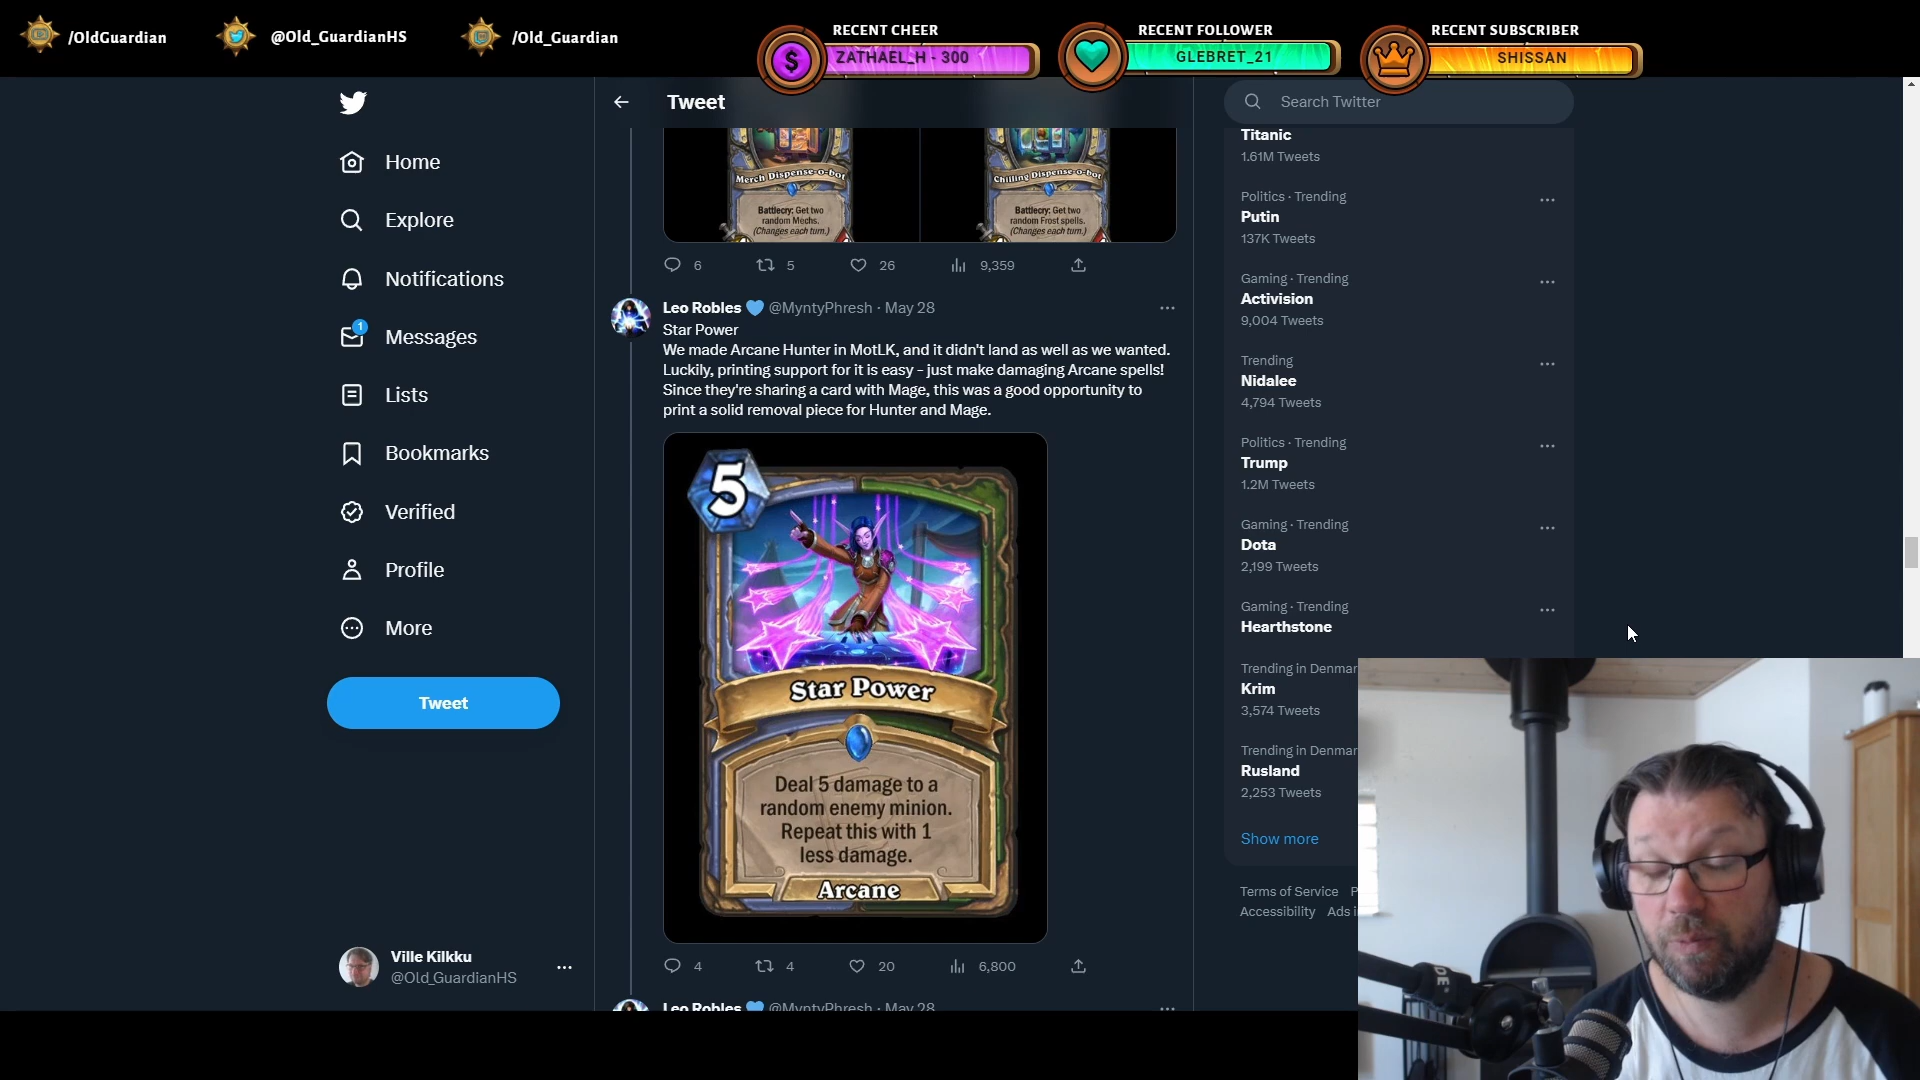 /OldGuardian
@Old_GuardianHS
/Old_Guardian
RECENT CHEER
ZATHAEL_H - 300
RECENT FOLLOWER
GLEBRET_21
RECENT SUBSCRIBER
SHISSAN
Home
Explore
Notifications
1
Messages
Lists
Bookmarks
Verified
Profile
More
Tweet
Ville Kilkku
@Old_GuardianHS
Tweet
Merch Dispense-o-bot
Battlecry: Get two
random Mechs.
(Changes each turn.)
Chilling Dispense-o-bot
Battlecry: Get two
random Frost spells.
(Changes each turn.)
6
5
26
9,359
Leo Robles 💙 @MyntyPhresh · May 28
Star Power
We made Arcane Hunter in MotLK, and it didn't land as well as we wanted.
Luckily, printing support for it is easy - just make damaging Arcane spells!
Since they're sharing a card with Mage, this was a good opportunity to
print a solid removal piece for Hunter and Mage.
5
Star Power
Deal 5 damage to a
random enemy minion.
Repeat this with 1
less damage.
Arcane
4
4
20
6,800
Leo Robles 💙 @MyntyPhresh · May 28
Search Twitter
Titanic
1.61M Tweets
Politics · Trending
Putin
137K Tweets
Gaming · Trending
Activision
9,004 Tweets
Trending
Nidalee
4,794 Tweets
Politics · Trending
Trump
1.2M Tweets
Gaming · Trending
Dota
2,199 Tweets
Gaming · Trending
Hearthstone
Trending in Denmar
Krim
3,574 Tweets
Trending in Denmar
Rusland
2,253 Tweets
Show more
Terms of Service P
Accessibility Ads i